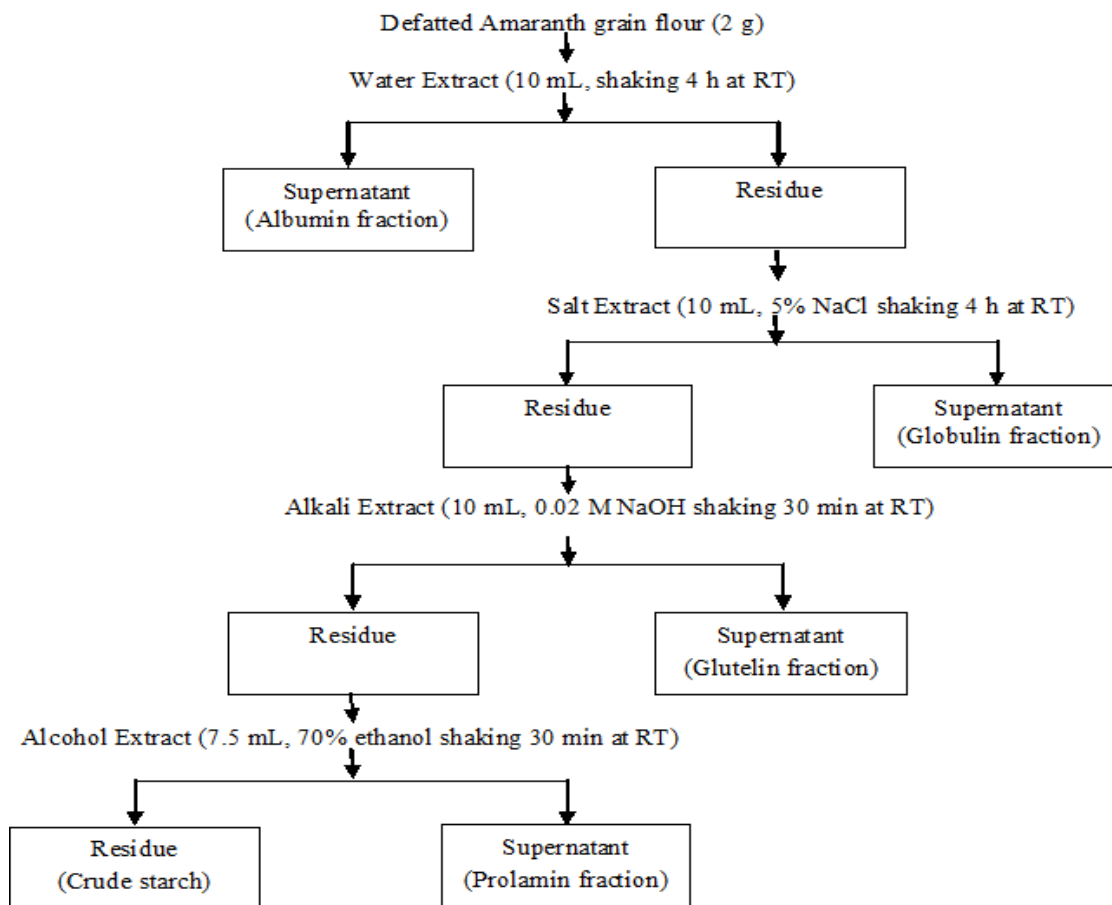 Defatted Amaranth grain flour (2 g)
Water Extract (10 mL, shaking 4 h at RT)
Supernatant
(Albumin fraction)
Residue
Salt Extract (10 mL, 5% NaCl shaking 4 h at RT)
Residue
Supernatant
(Globulin fraction)
Alkali Extract (10 mL, 0.02 M NaOH shaking 30 min at RT)
Residue
Supernatant
(Glutelin fraction)
Alcohol Extract (7.5 mL, 70% ethanol shaking 30 min at RT)
Residue
(Crude starch)
Supernatant
(Prolamin fraction)